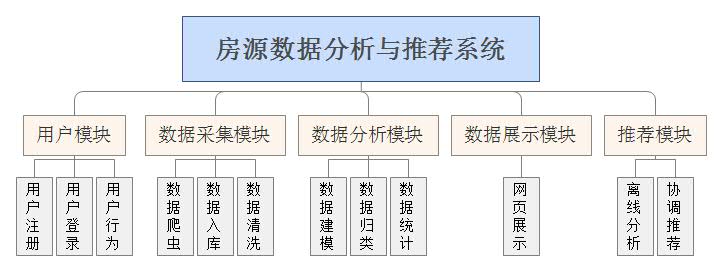 房源数据分析与推荐系统
用户模块
数据采集模块
数据分析模块
数据展示模块
推荐模块
用户注册
用户登录
用户行为
数据爬虫
数据入库
数据清洗
数据建模
数据归类
数据统计
网页展示
离线分析
协调推荐